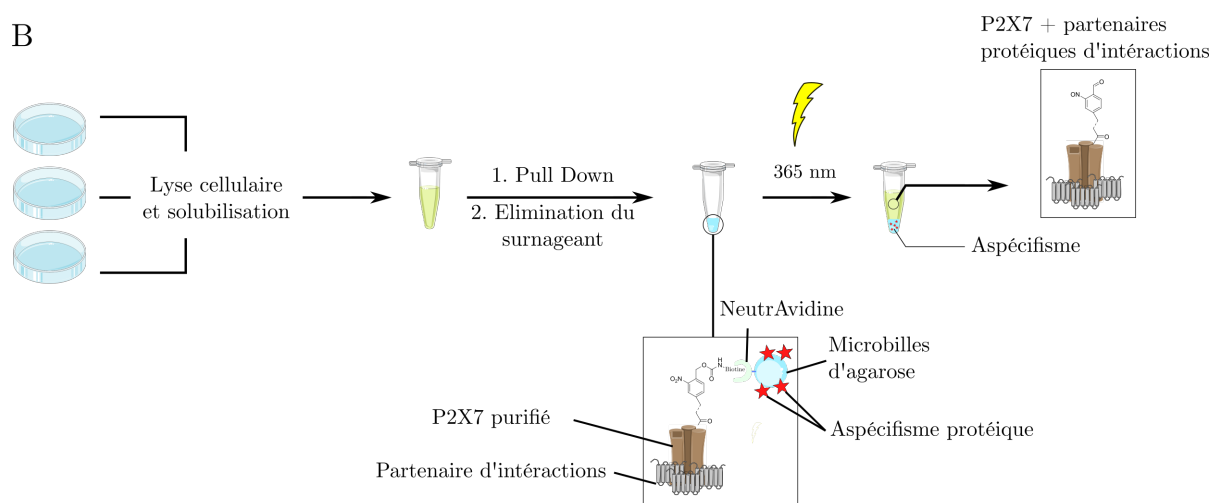 B
P2X7 + partenaires
protéiques d'intéractions
ON
O
O
Lyse cellulaire
et solubilisation
1. Pull Down
2. Elimination du
surnageant
365 nm
Aspécifisme
NeutrAvidine
Microbilles
d'agarose
O
O
H
N
Biotine
NO₂
O
P2X7 purifié
Aspécifisme protéique
Partenaire d'intéractions